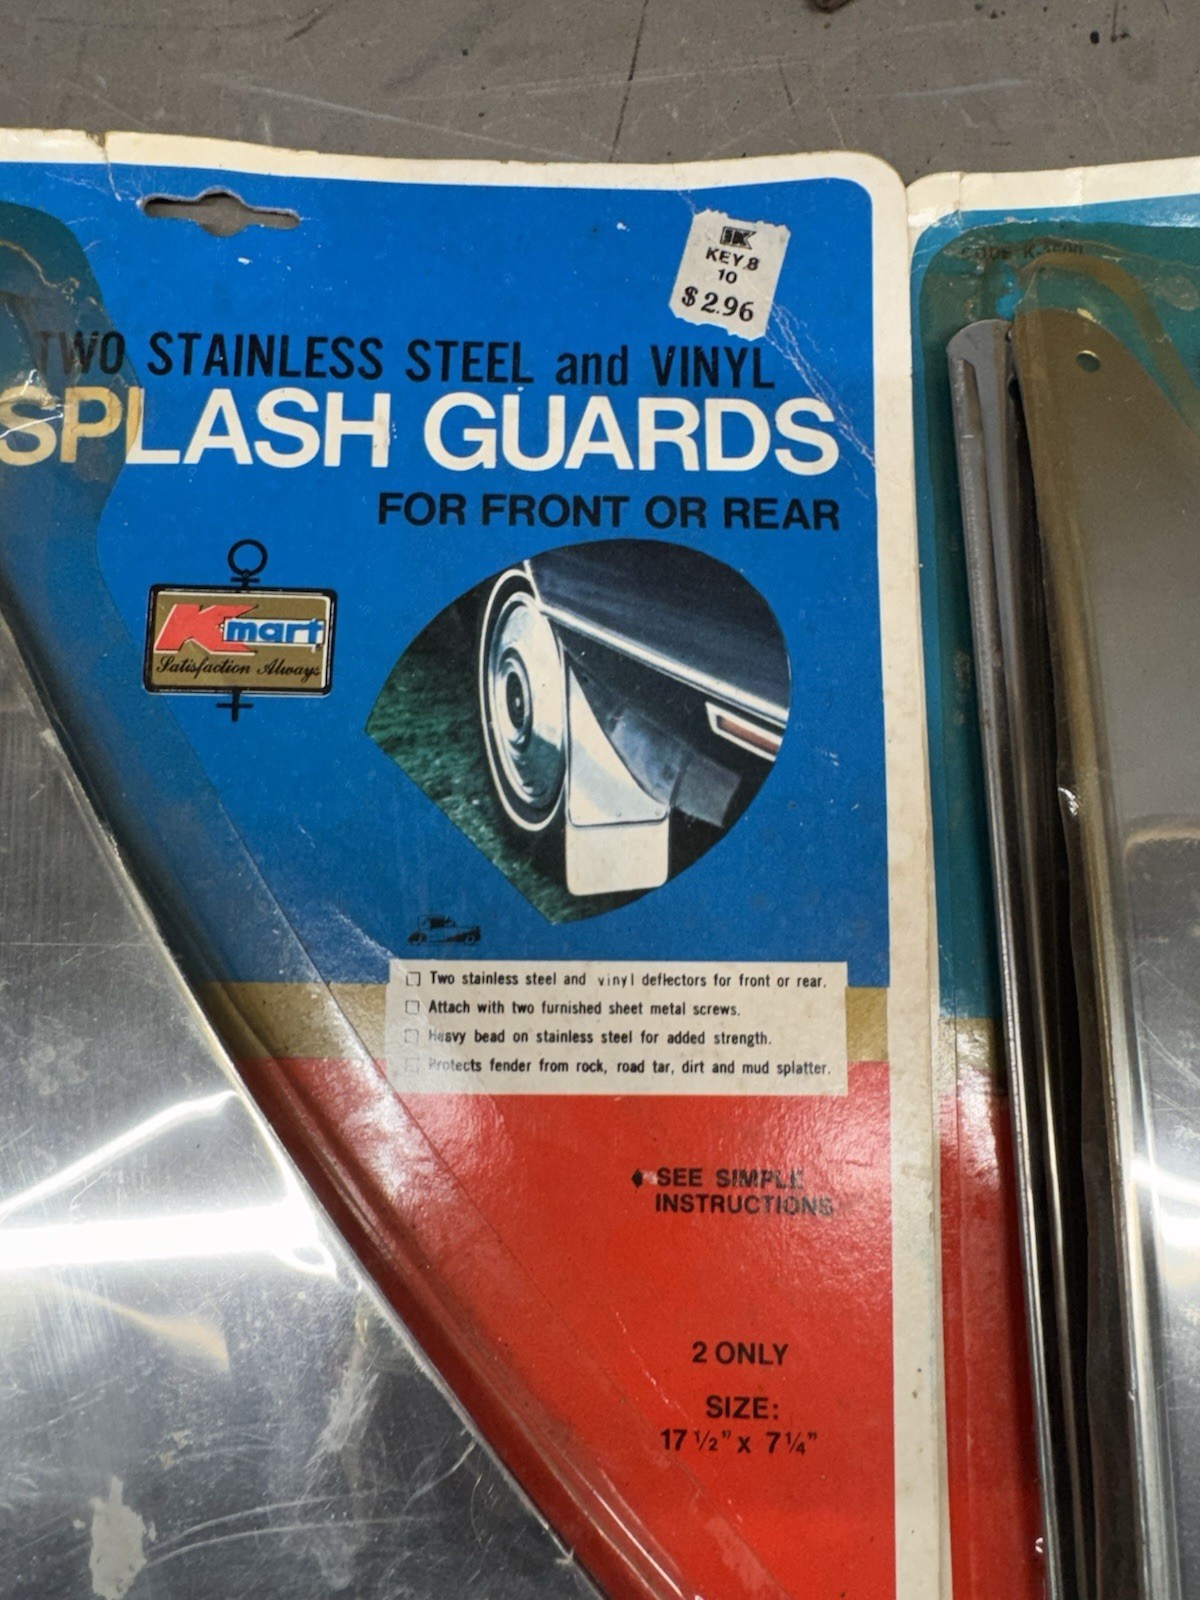 KEY 8
10
$2.96
TWO STAINLESS STEEL and VINYL
SPLASH GUARDS
FOR FRONT OR REAR
Kmart
Satisfaction Always
Two stainless steel and vinyl deflectors for front or rear.
Attach with two furnished sheet metal screws.
Heavy bead on stainless steel for added strength.
Protects fender from rock, road tar, dirt and mud splatter.
SEE SIMPLE
INSTRUCTIONS
2 ONLY
SIZE:
17 1/2" x 7 1/4"
CODE